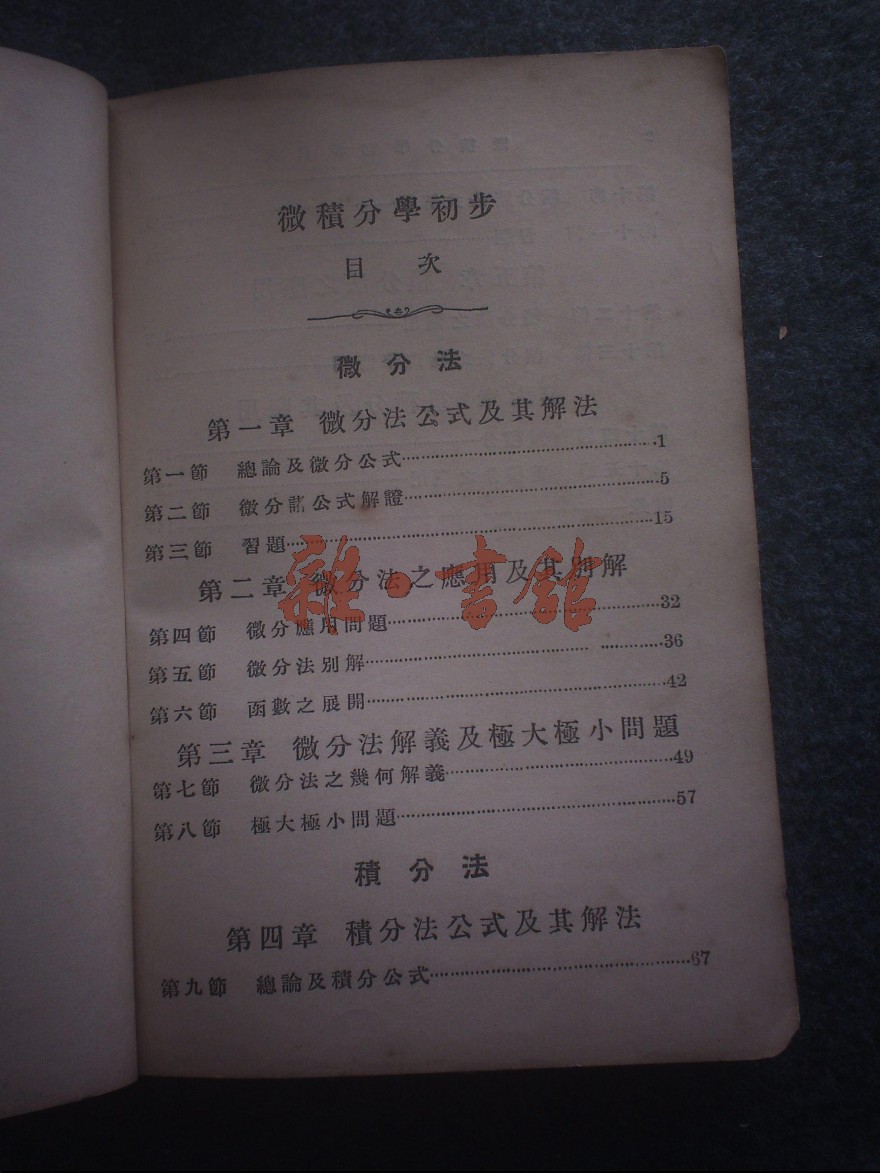 微積分學初步
目 次
微 分 法
第一章 微分法公式及其解法
第一節 總論及微分公式……1
第二節 微分諸公式解證……5
第三節 習題……15
第二章 微分法之應用及其別解
第四節 微分應用問題……32
第五節 微分法別解……36
第六節 函數之展開……42
第三章 微分法解義及極大極小問題
第七節 微分法之幾何解義……49
第八節 極大極小問題……57
積 分 法
第四章 積分法公式及其解法
第九節 總論及積分公式……67
雜·書館